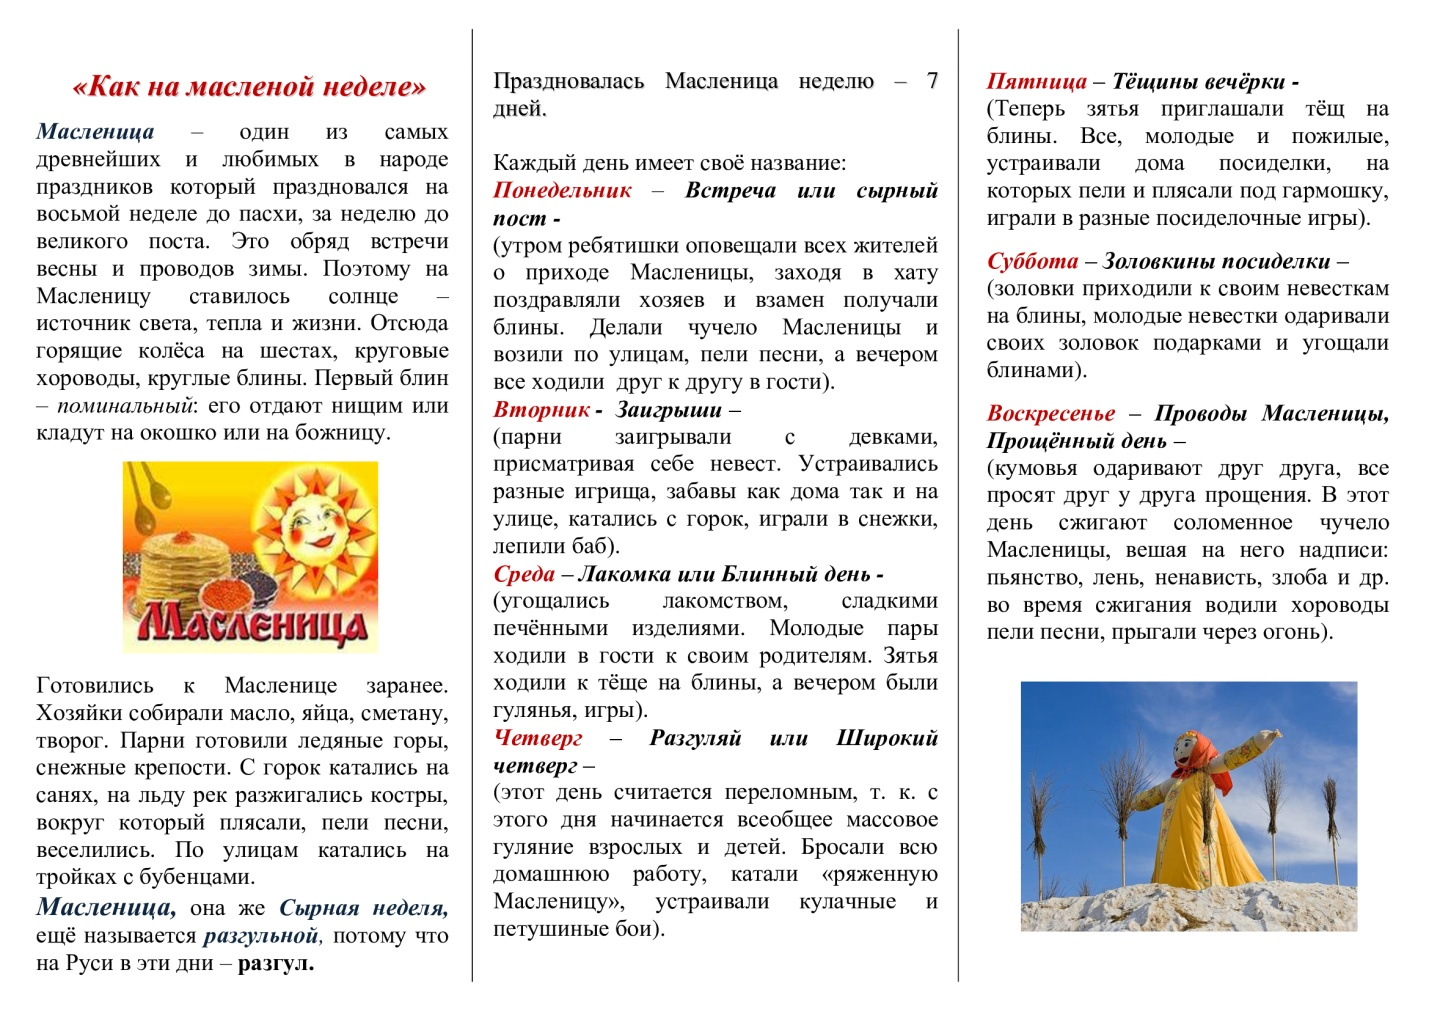 «Как на масленой неделе»
Масленица – один из самых
древнейших и любимых в народе
праздников который праздновался на
восьмой неделе до пасхи, за неделю до
великого поста. Это обряд встречи
весны и проводов зимы. Поэтому на
Масленицу ставилось солнце –
источник света, тепла и жизни. Отсюда
горящие колёса на шестах, круговые
хороводы, круглые блины. Первый блин
– поминальный: его отдают нищим или
кладут на окошко или на божницу.
Масленица
Готовились к Масленице заранее.
Хозяйки собирали масло, яйца, сметану,
творог. Парни готовили ледяные горы,
снежные крепости. С горок катались на
санях, на льду рек разжигались костры,
вокруг который плясали, пели песни,
веселились. По улицам катались на
тройках с бубенцами.
Масленица, она же Сырная неделя,
ещё называется разгульной, потому что
на Руси в эти дни – разгул.
Праздновалась Масленица неделю – 7
дней.
Каждый день имеет своё название:
Понедельник – Встреча или сырный
пост -
(утром ребятишки оповещали всех жителей
о приходе Масленицы, заходя в хату
поздравляли хозяев и взамен получали
блины. Делали чучело Масленицы и
возили по улицам, пели песни, а вечером
все ходили друг к другу в гости).
Вторник - Заигрыши –
(парни заигрывали с девками,
присматривая себе невест. Устраивались
разные игрища, забавы как дома так и на
улице, катались с горок, играли в снежки,
лепили баб).
Среда – Лакомка или Блинный день -
(угощались лакомством, сладкими
печёнными изделиями. Молодые пары
ходили в гости к своим родителям. Зятья
ходили к тёще на блины, а вечером были
гулянья, игры).
Четверг – Разгуляй или Широкий
четверг –
(этот день считается переломным, т. к. с
этого дня начинается всеобщее массовое
гуляние взрослых и детей. Бросали всю
домашнюю работу, катали «ряженную
Масленицу», устраивали кулачные и
петушиные бои).
Пятница – Тёщины вечёрки -
(Теперь зятья приглашали тёщ на
блины. Все, молодые и пожилые,
устраивали дома посиделки, на
которых пели и плясали под гармошку,
играли в разные посиделочные игры).
Суббота – Золовкины посиделки –
(золовки приходили к своим невесткам
на блины, молодые невестки одаривали
своих золовок подарками и угощали
блинами).
Воскресенье – Проводы Масленицы,
Прощённый день –
(кумовья одаривают друг друга, все
просят друг у друга прощения. В этот
день сжигают соломенное чучело
Масленицы, вешая на него надписи:
пьянство, лень, ненависть, злоба и др.
во время сжигания водили хороводы
пели песни, прыгали через огонь).